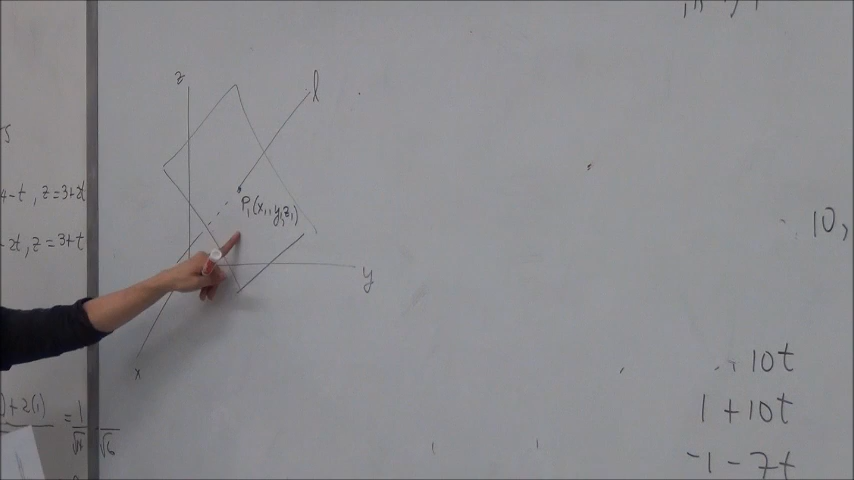 z
l
P₁(x₁,y₁,z₁)
y
x
4-t, z=3+2t
-2t, z=3+t
)+2(1) = 1
√6
10,
10t
1+10t
-1-7t